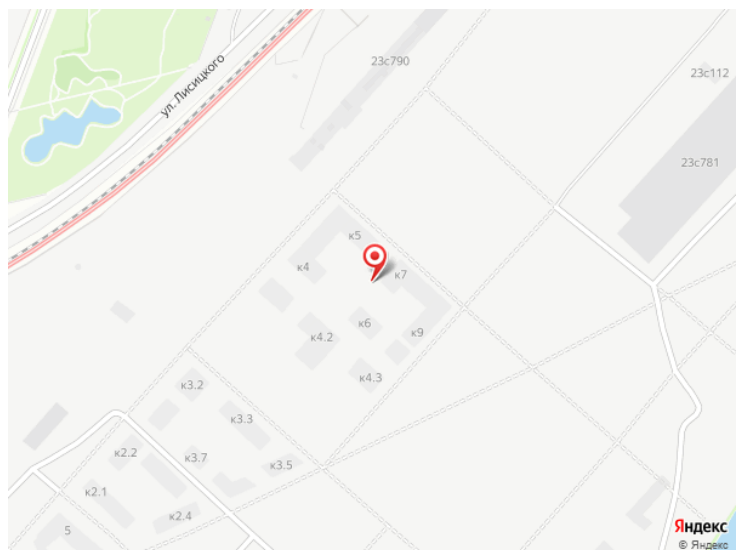 23с790
23с112
ул. Лисицкого
23с781
к5
к4
к7
к6
к9
к4.2
к4.3
к3.2
к3.3
к2.2
к3.7
к3.5
к2.1
к2.4
5
Яндекс
© Яндекс